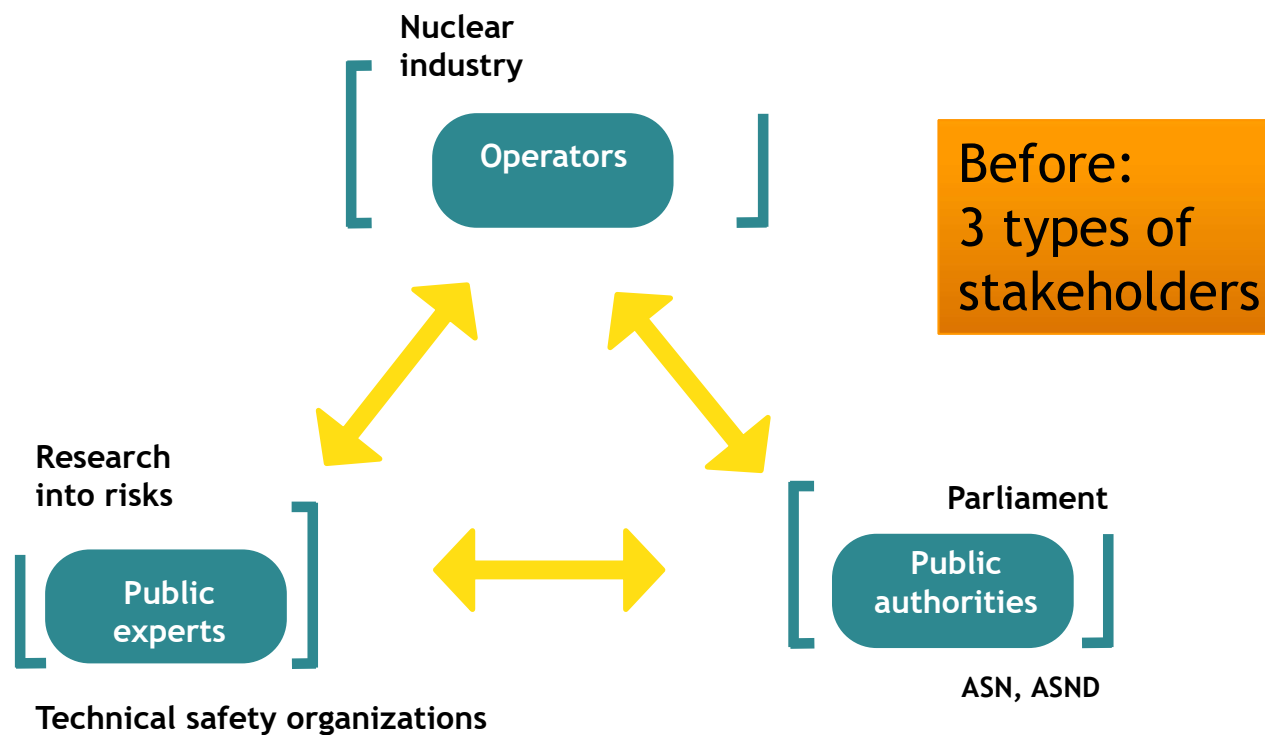 Nuclear
industry
Operators
Before:
3 types of
stakeholders
Research
into risks
Public
experts
Technical safety organizations
Parliament
Public
authorities
ASN, ASND